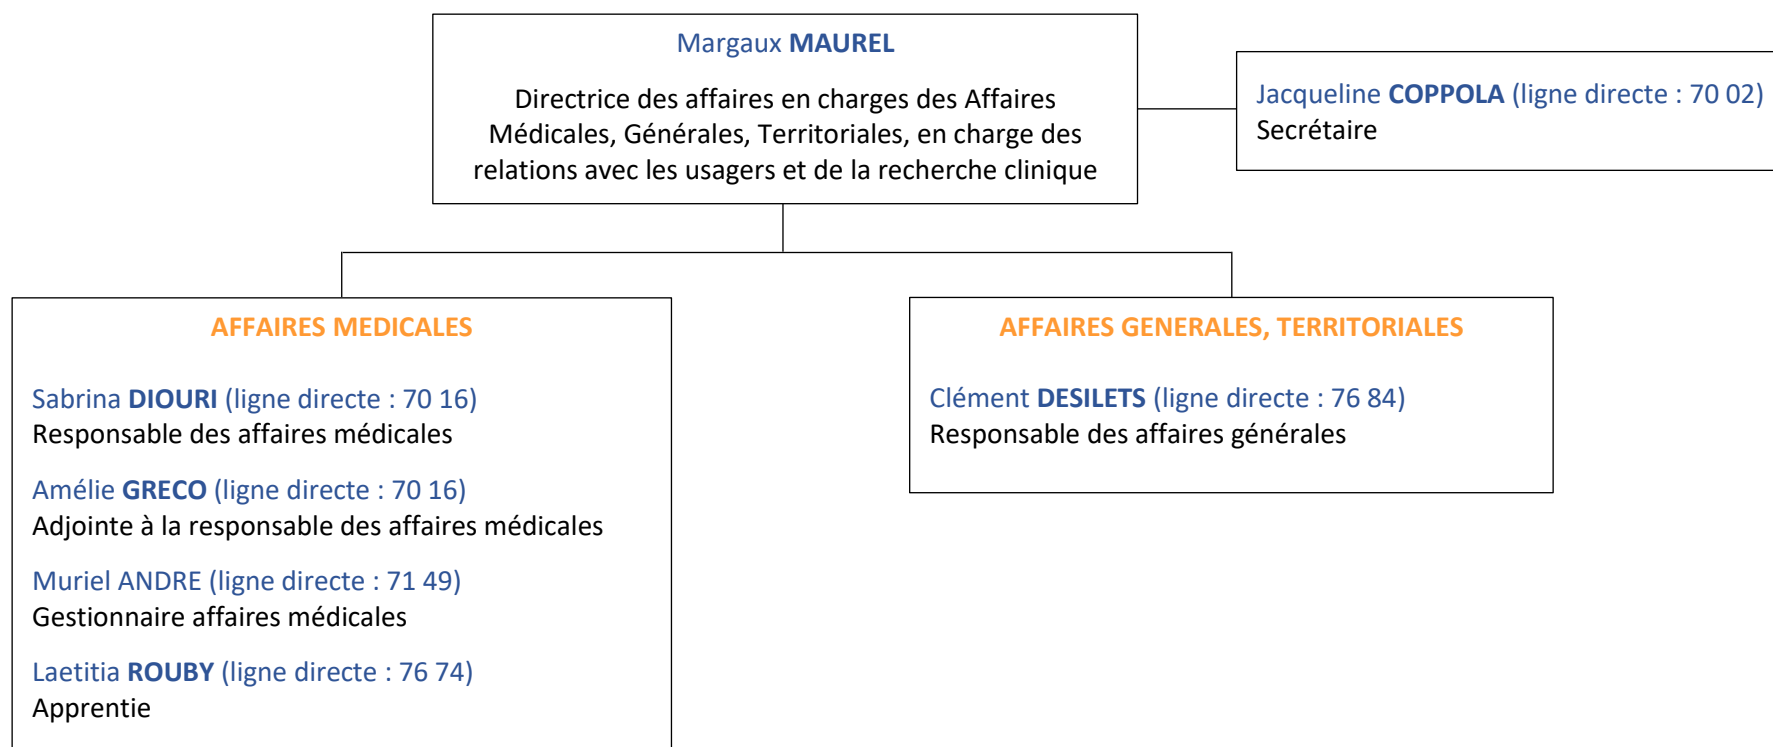 Margaux MAUREL
Directrice des affaires en charges des Affaires
Médicales, Générales, Territoriales, en charge des
relations avec les usagers et de la recherche clinique
Jacqueline COPPOLA (ligne directe : 70 02)
Secrétaire
AFFAIRES MEDICALES
Sabrina DIOURI (ligne directe : 70 16)
Responsable des affaires médicales
Amélie GRECO (ligne directe : 70 16)
Adjointe à la responsable des affaires médicales
Muriel ANDRE (ligne directe : 71 49)
Gestionnaire affaires médicales
Laetitia ROUBY (ligne directe : 76 74)
Apprentie
AFFAIRES GENERALES, TERRITORIALES
Clément DESILETS (ligne directe : 76 84)
Responsable des affaires générales